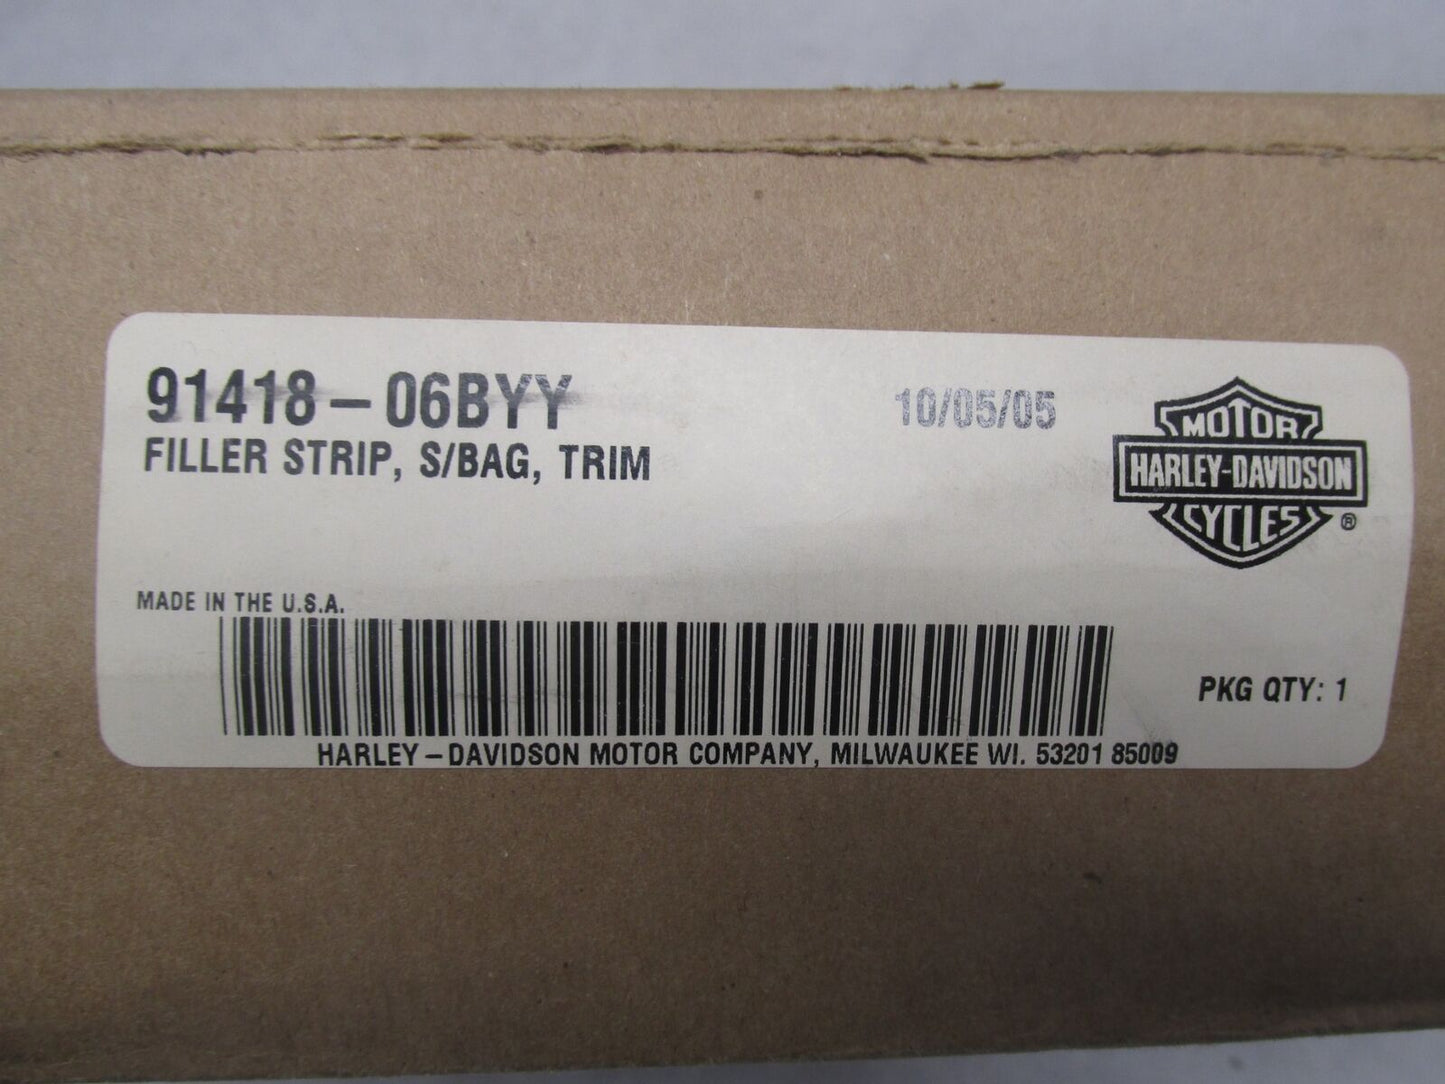 91418-06BYY
10/05/05
FILLER STRIP, S/BAG, TRIM
MOTOR
HARLEY-DAVIDSON
CYCLES ®
MADE IN THE U.S.A.
PKG QTY: 1
HARLEY-DAVIDSON MOTOR COMPANY, MILWAUKEE WI. 53201 85009